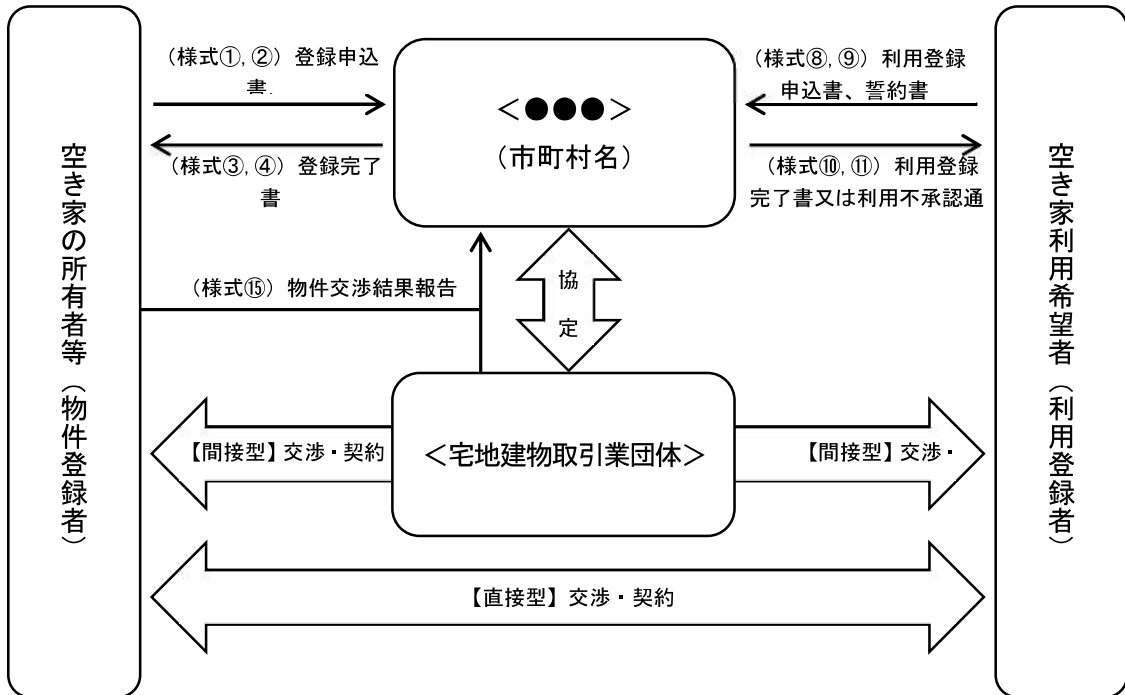 (様式①,②) 登録申込
書.
(様式③,④) 登録完了
書
<●●●>
(市町村名)
(様式⑧,⑨) 利用登録
申込書、誓約書
(様式⑩,⑪) 利用登録
完了書又は利用不承認通
空き家の所有者等(物件登録者)
空き家利用希望者(利用登録者)
(様式⑮) 物件交渉結果報告
協
定
【間接型】交渉・契約
<宅地建物取引業団体>
【間接型】交渉・
【直接型】交渉・契約